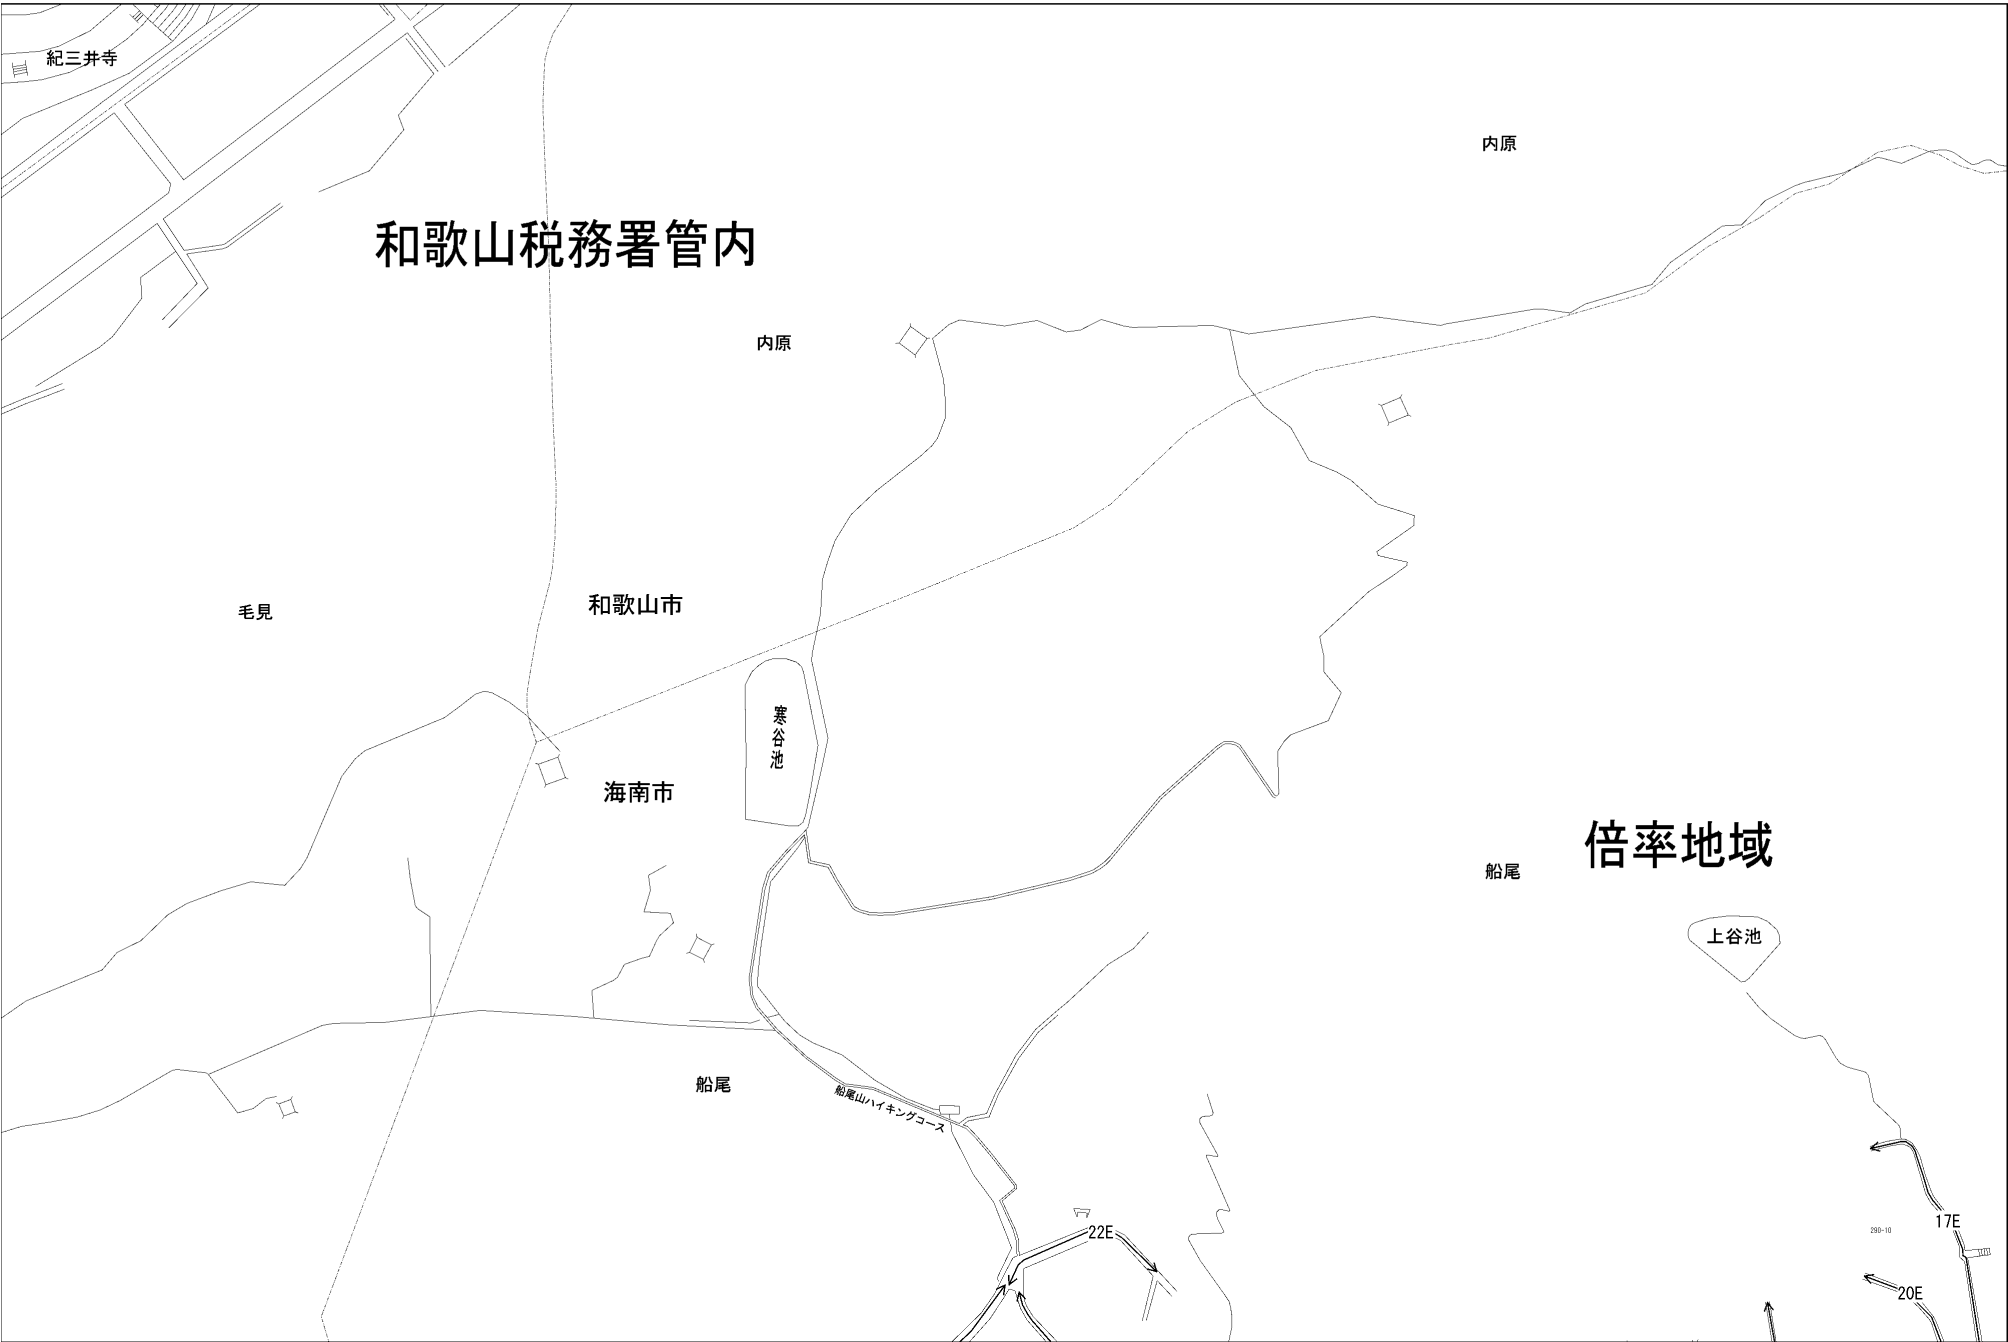 紀三井寺
内原
和歌山税務署管内
内原
和歌山市
毛見
寒谷池
海南市
倍率地域
船尾
上谷池
船尾
船尾山ハイキングコース
22E
17E
290-10
20E